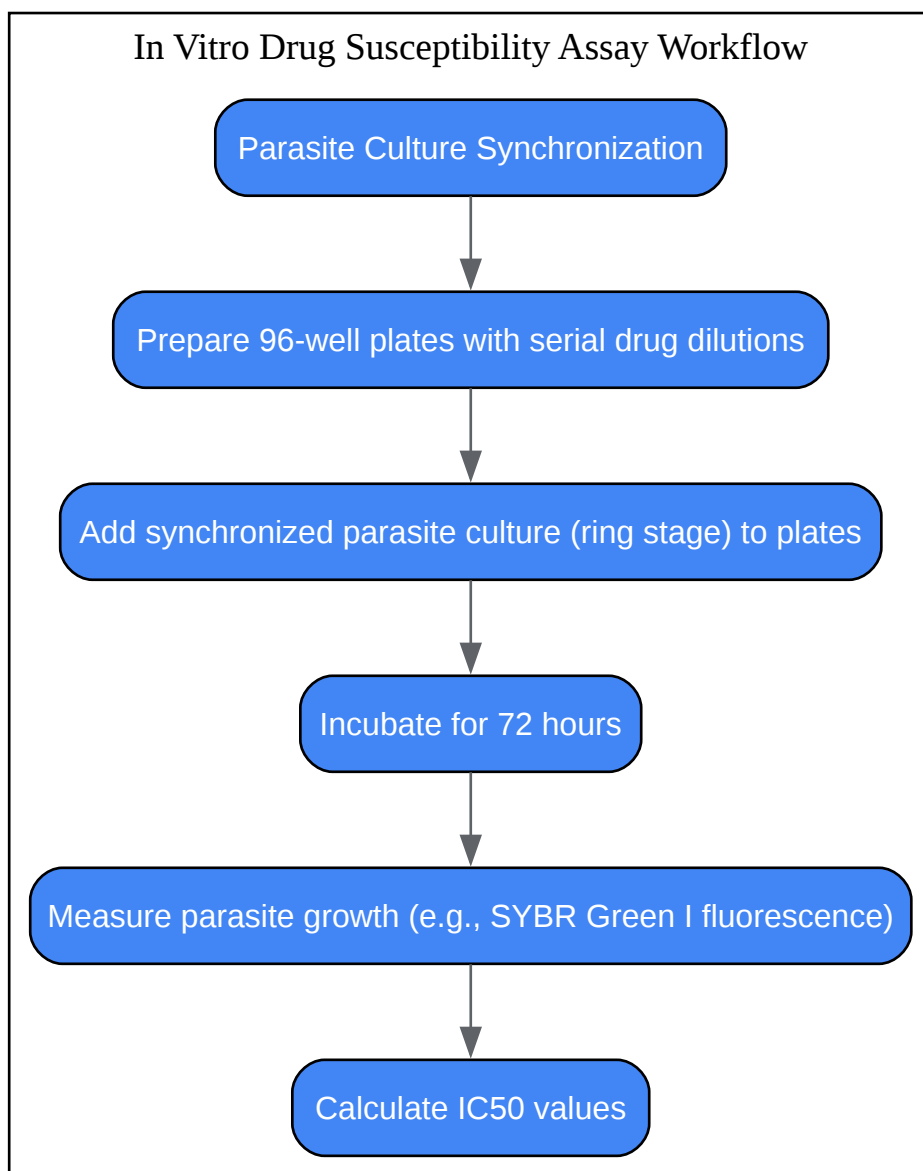 In Vitro Drug Susceptibility Assay Workflow
Parasite Culture Synchronization
Prepare 96-well plates with serial drug dilutions
Add synchronized parasite culture (ring stage) to plates
Incubate for 72 hours
Measure parasite growth (e.g., SYBR Green I fluorescence)
Calculate IC50 values